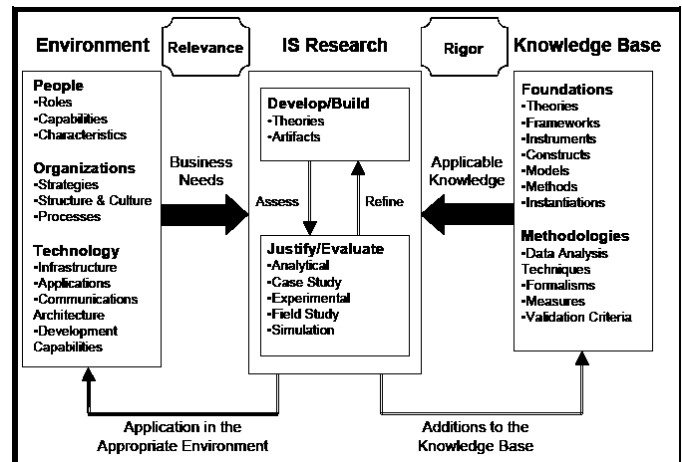 Environment
Relevance
IS Research
Rigor
Knowledge Base
People
-Roles
-Capabilities
-Characteristics
Organizations
-Strategies
-Structure & Culture
-Processes
Technology
-Infrastructure
-Applications
-Communications
Architecture
-Development
Capabilities
Business
Needs
Develop/Build
-Theories
-Artifacts
Assess
Refine
Justify/Evaluate
-Analytical
-Case Study
-Experimental
-Field Study
-Simulation
Applicable
Knowledge
Foundations
-Theories
-Frameworks
-Instruments
-Constructs
-Models
-Methods
-Instantiations
Methodologies
-Data Analysis
Techniques
-Formalisms
-Measures
-Validation Criteria
Application in the
Appropriate Environment
Additions to the
Knowledge Base